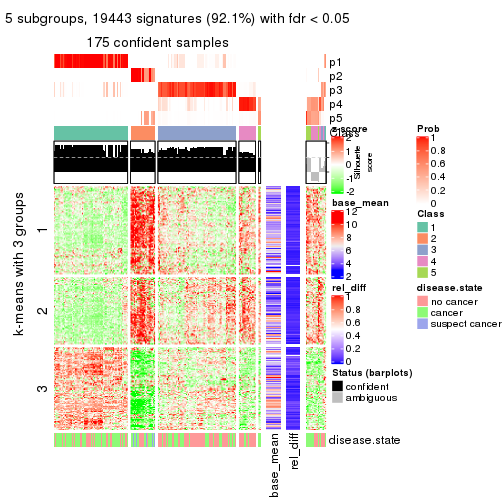 5 subgroups, 19443 signatures (92.1%) with fdr < 0.05
175 confident samples
p1
p2
p3
p4
p5
Class
Silhouette
score
k-means with 3 groups
1
2
3
disease.state
base_mean
rel_diff
z-score
2
1
0
-1
-2
base_mean
12
10
8
6
4
2
rel_diff
1
0.8
0.6
0.4
0.2
0
Status (barplots)
confident
ambiguous
Prob
1
0.8
0.6
0.4
0.2
0
Class
1
2
3
4
5
disease.state
no cancer
cancer
suspect cancer